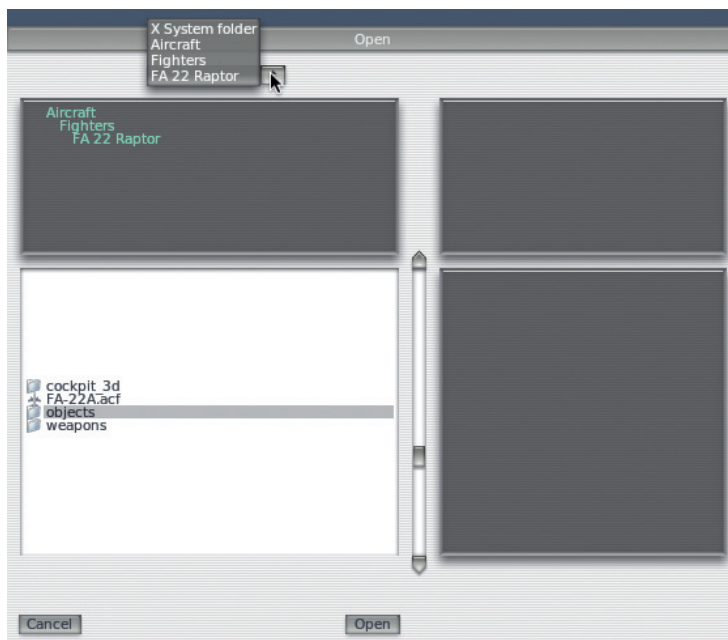 X System folder
Aircraft
Fighters
FA 22 Raptor
Open
Aircraft
Fighters
FA 22 Raptor
cockpit_3d
FA-22A.acf
objects
weapons
Cancel
Open